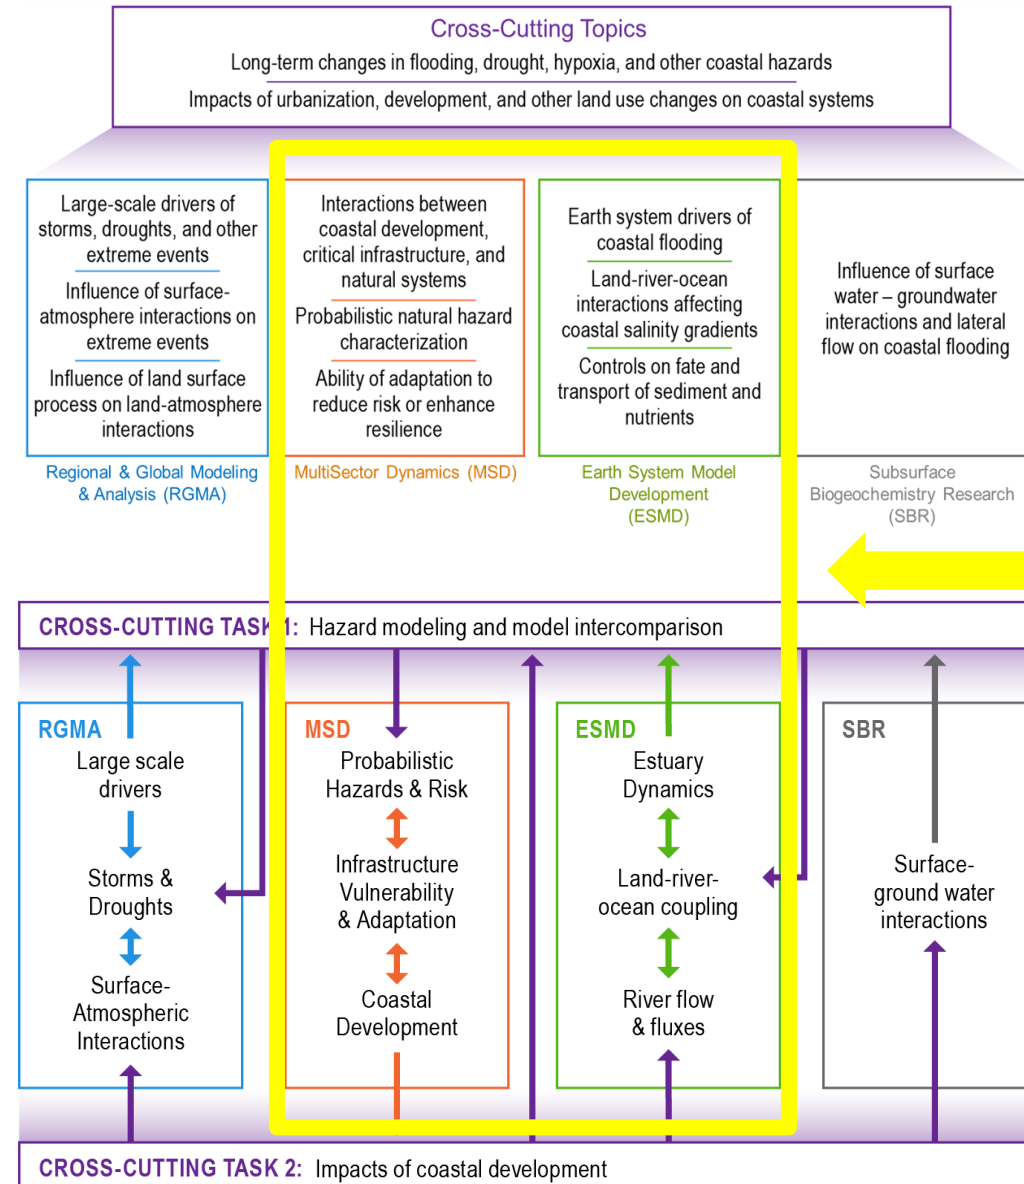 Cross-Cutting Topics
Long-term changes in flooding, drought, hypoxia, and other coastal hazards
Impacts of urbanization, development, and other land use changes on coastal systems
Large-scale drivers of
storms, droughts, and other
extreme events
Influence of surface-
atmosphere interactions on
extreme events
Influence of land surface
process on land-atmosphere
interactions
Regional & Global Modeling
& Analysis (RGMA)
Interactions between
coastal development,
critical infrastructure, and
natural systems
Probabilistic natural hazard
characterization
Ability of adaptation to
reduce risk or enhance
resilience
MultiSector Dynamics (MSD)
Earth system drivers of
coastal flooding
Land-river-ocean
interactions affecting
coastal salinity gradients
Controls on fate and
transport of sediment and
nutrients
Earth System Model
Development
(ESMD)
Influence of surface
water – groundwater
interactions and lateral
flow on coastal flooding
Subsurface
Biogeochemistry Research
(SBR)
CROSS-CUTTING TASK 1: Hazard modeling and model intercomparison
RGMA
Large scale
drivers
Storms &
Droughts
Surface-
Atmospheric
Interactions
MSD
Probabilistic
Hazards & Risk
Infrastructure
Vulnerability
& Adaptation
Coastal
Development
ESMD
Estuary
Dynamics
Land-river-
ocean coupling
River flow
& fluxes
SBR
Surface-
ground water
interactions
CROSS-CUTTING TASK 2: Impacts of coastal development